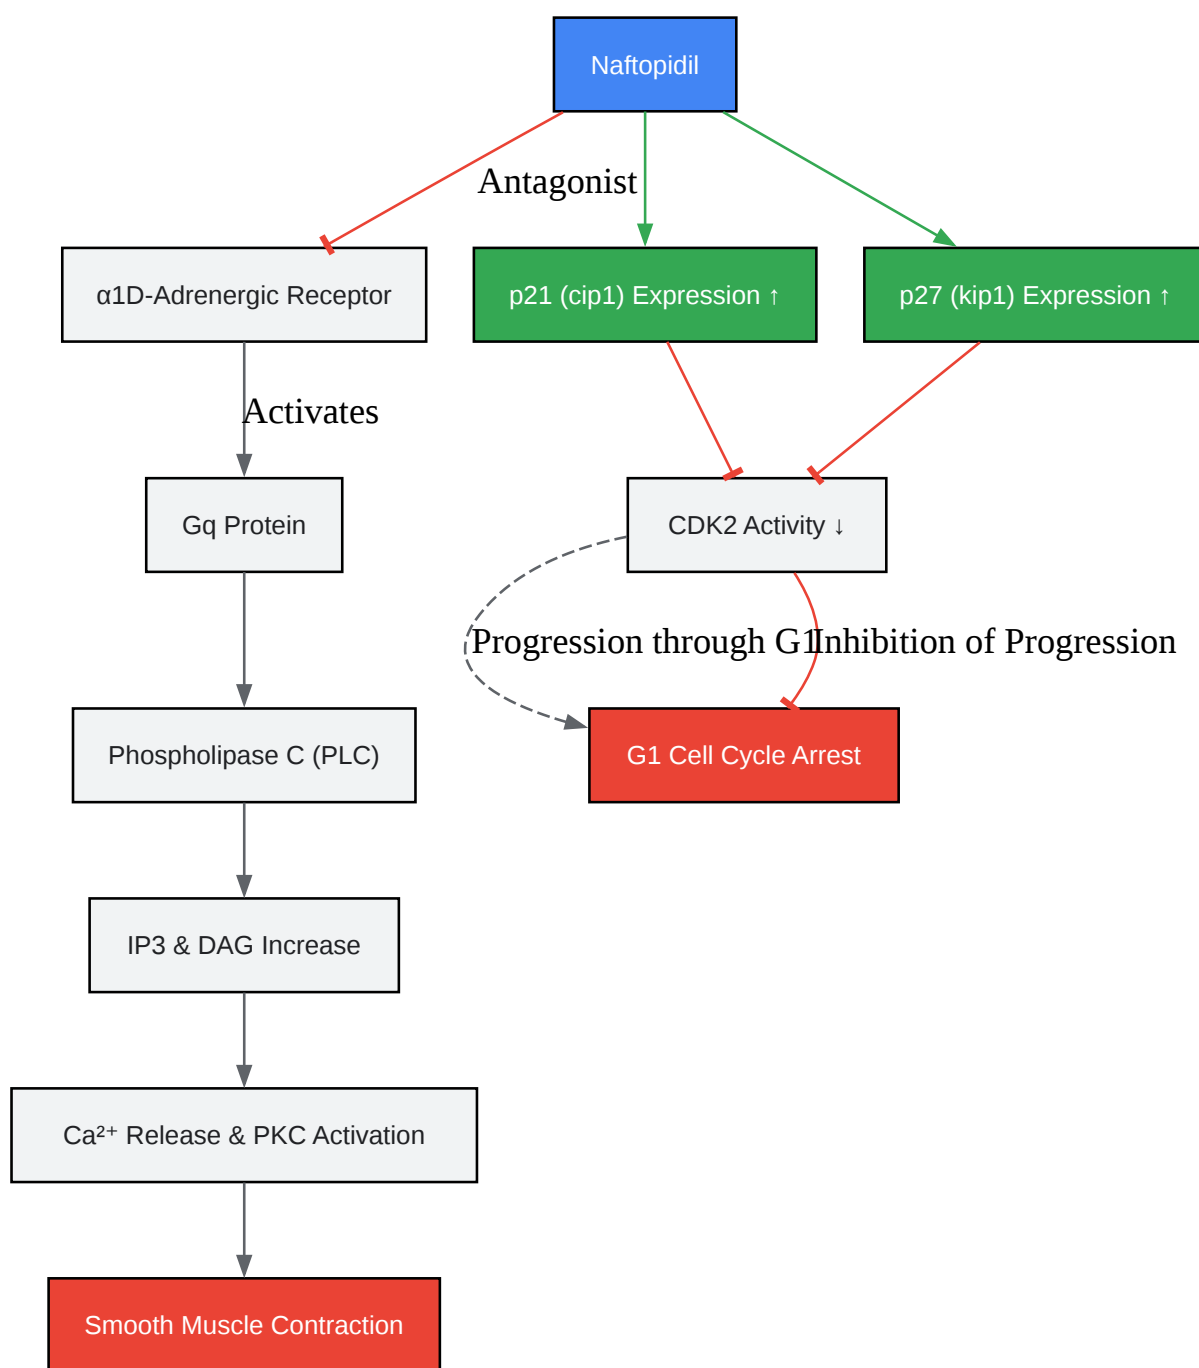 Naftopidil
Antagonist
α1D-Adrenergic Receptor
p21 (cip1) Expression ↑
p27 (kip1) Expression ↑
Activates
Gq Protein
CDK2 Activity ↓
Progression through G1
Inhibition of Progression
Phospholipase C (PLC)
G1 Cell Cycle Arrest
IP3 & DAG Increase
Ca²⁺ Release & PKC Activation
Smooth Muscle Contraction